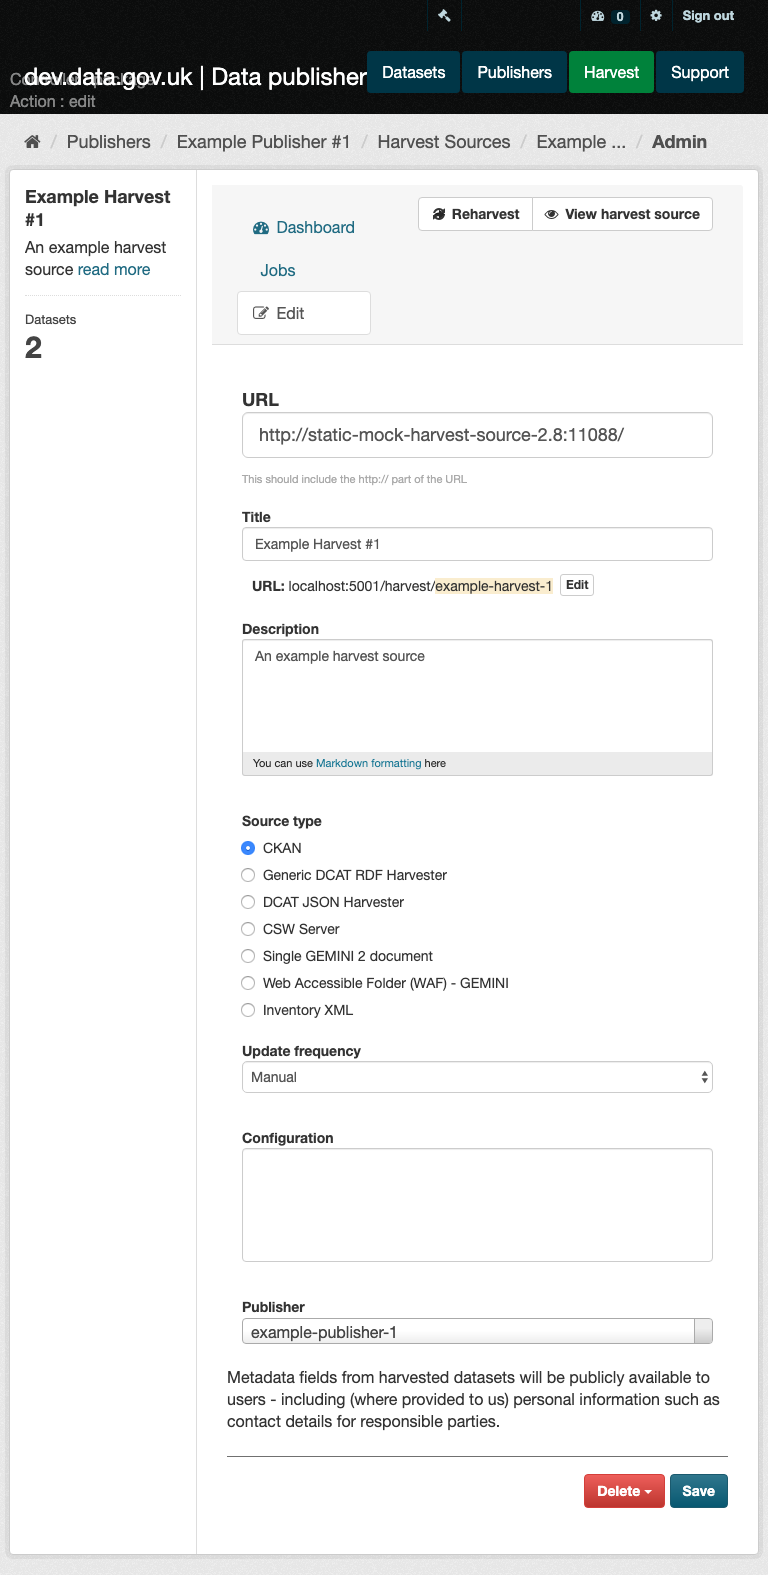 0
Sign out
Controller : package
dev.data.gov.uk | Data publisher
Datasets
Publishers
Harvest
Support
Action : edit
/ Publishers / Example Publisher #1 / Harvest Sources / Example ... / Admin
Example Harvest
#1
An example harvest
source read more
Datasets
2
Dashboard
Reharvest
View harvest source
Jobs
Edit
URL
http://static-mock-harvest-source-2.8:11088/
This should include the http:// part of the URL
Title
Example Harvest #1
URL: localhost:5001/harvest/example-harvest-1 Edit
Description
An example harvest source
You can use Markdown formatting here
Source type
CKAN
Generic DCAT RDF Harvester
DCAT JSON Harvester
CSW Server
Single GEMINI 2 document
Web Accessible Folder (WAF) - GEMINI
Inventory XML
Update frequency
Manual
Configuration
Publisher
example-publisher-1
Metadata fields from harvested datasets will be publicly available to
users - including (where provided to us) personal information such as
contact details for responsible parties.
Delete
Save